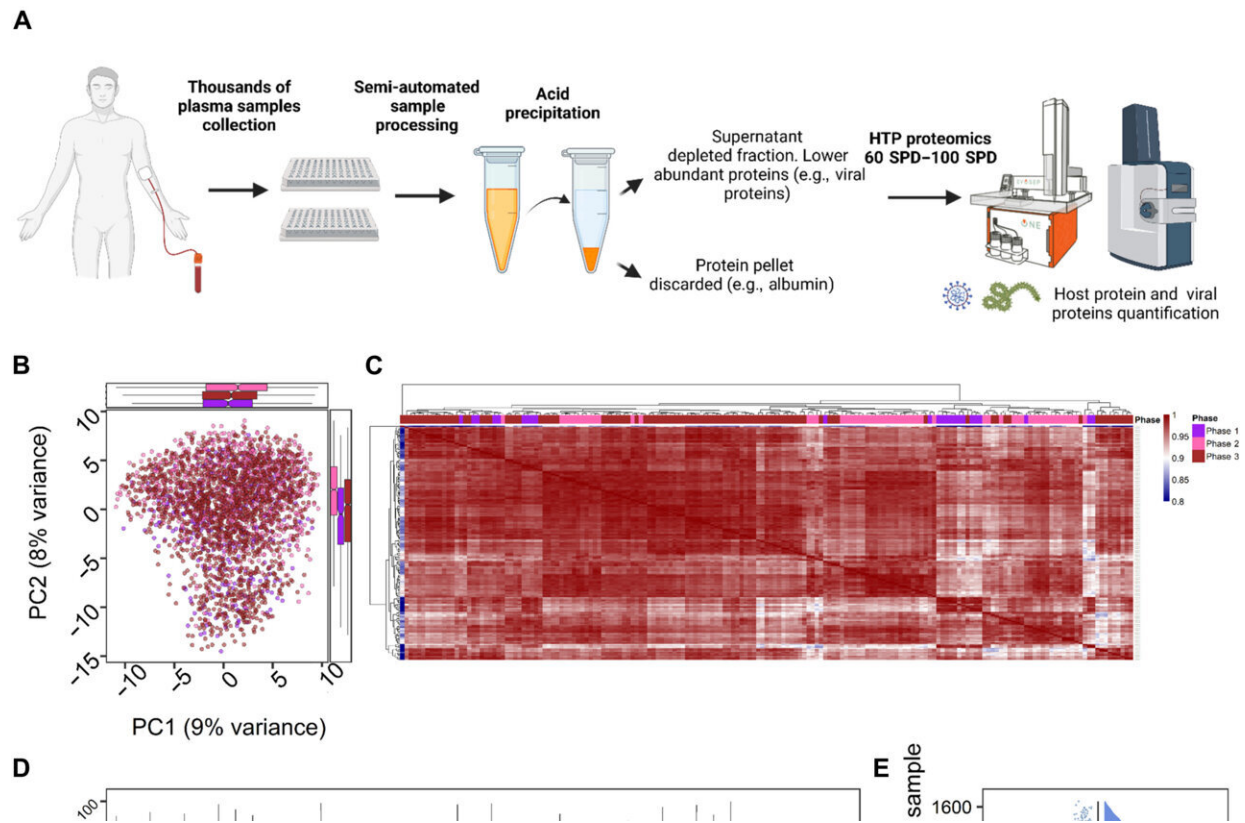 A
Thousands of
plasma samples
collection
Semi-automated
sample
processing
Acid
precipitation
Supernatant
depleted fraction. Lower
abundant proteins (e.g., viral
proteins)
Protein pellet
discarded (e.g., albumin)
HTP proteomics
60 SPD–100 SPD
EVOSEP
ONE
Host protein and viral
proteins quantification
B
10
5
0
−5
−10
−15
PC2 (8% variance)
−10
−5
0
5
10
PC1 (9% variance)
C
Phase
1
0.95
0.9
0.85
0.8
Phase
Phase 1
Phase 2
Phase 3
D
100
E
sample
1600